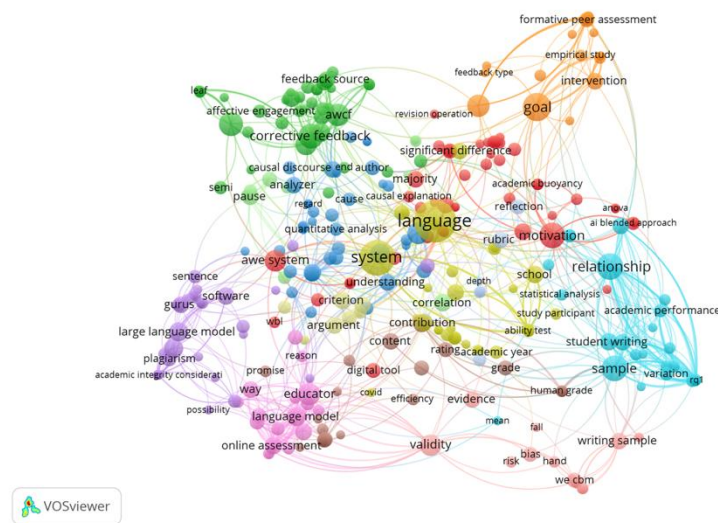 formative peer assessment
empirical study
feedback source
feedback type
intervention
leaf
affective engagement
awcf
goal
revision operation
corrective feedback
significant difference
causal discourse
end
author
majority
analyzer
semi
pause
cause
causal explanation
academic buoyancy
regard
reflection
anova
language
ai blended approach
quantitative analysis
rubric
motivation
system
awe system
relationship
sentence
understanding
depth
school
gurus
software
criterion
correlation
statistical analysis
academic performance
wbl
argument
contribution
study participant
large language model
ability test
content
student writing
reason
rating
academic year
plagiarism
promise
grade
sample
academic integrity considerati
digital tool
variation
rq1
way
educator
covid
efficiency
evidence
human grade
possibility
language model
mean
fall
online assessment
validity
writing sample
bias
risk
hand
we cbm
VOSviewer